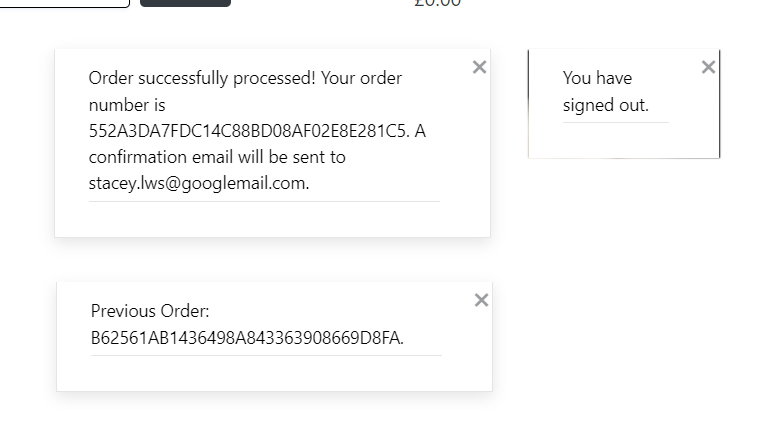 £0.00
Order successfully processed! Your order
number is
552A3DA7FDC14C88BD08AF02E8E281C5. A
confirmation email will be sent to
stacey.lws@googlemail.com.
You have
signed out.
Previous Order:
B62561AB1436498A843363908669D8FA.